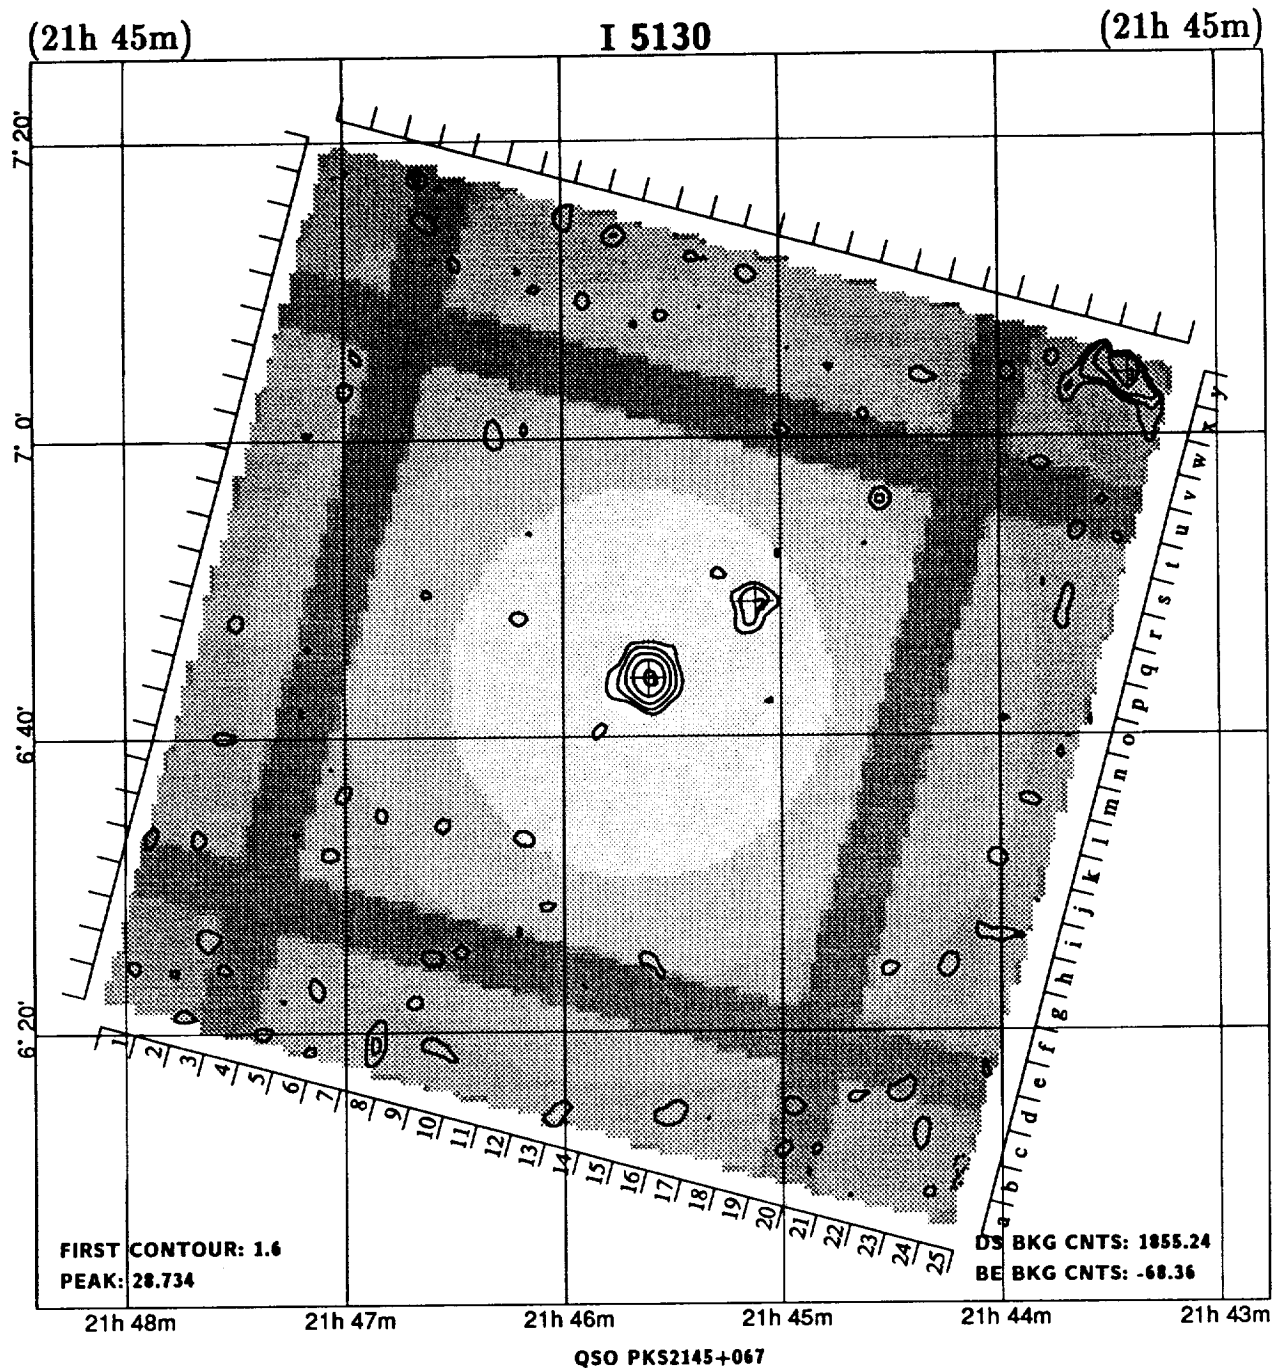 (21h 45m) I 5130 (21h 45m)
7° 20'
7° 0'
6° 40'
6° 20'
a b c d e f g h i j k l m n o p q r s t u v w x y
1 2 3 4 5 6 7 8 9 10 11 12 13 14 15 16 17 18 19 20 21 22 23 24 25
FIRST CONTOUR: 1.6
PEAK: 28.734
DS BKG CNTS: 1855.24
BE BKG CNTS: -68.36
21h 48m 21h 47m 21h 46m 21h 45m 21h 44m 21h 43m
QSO PKS2145+067